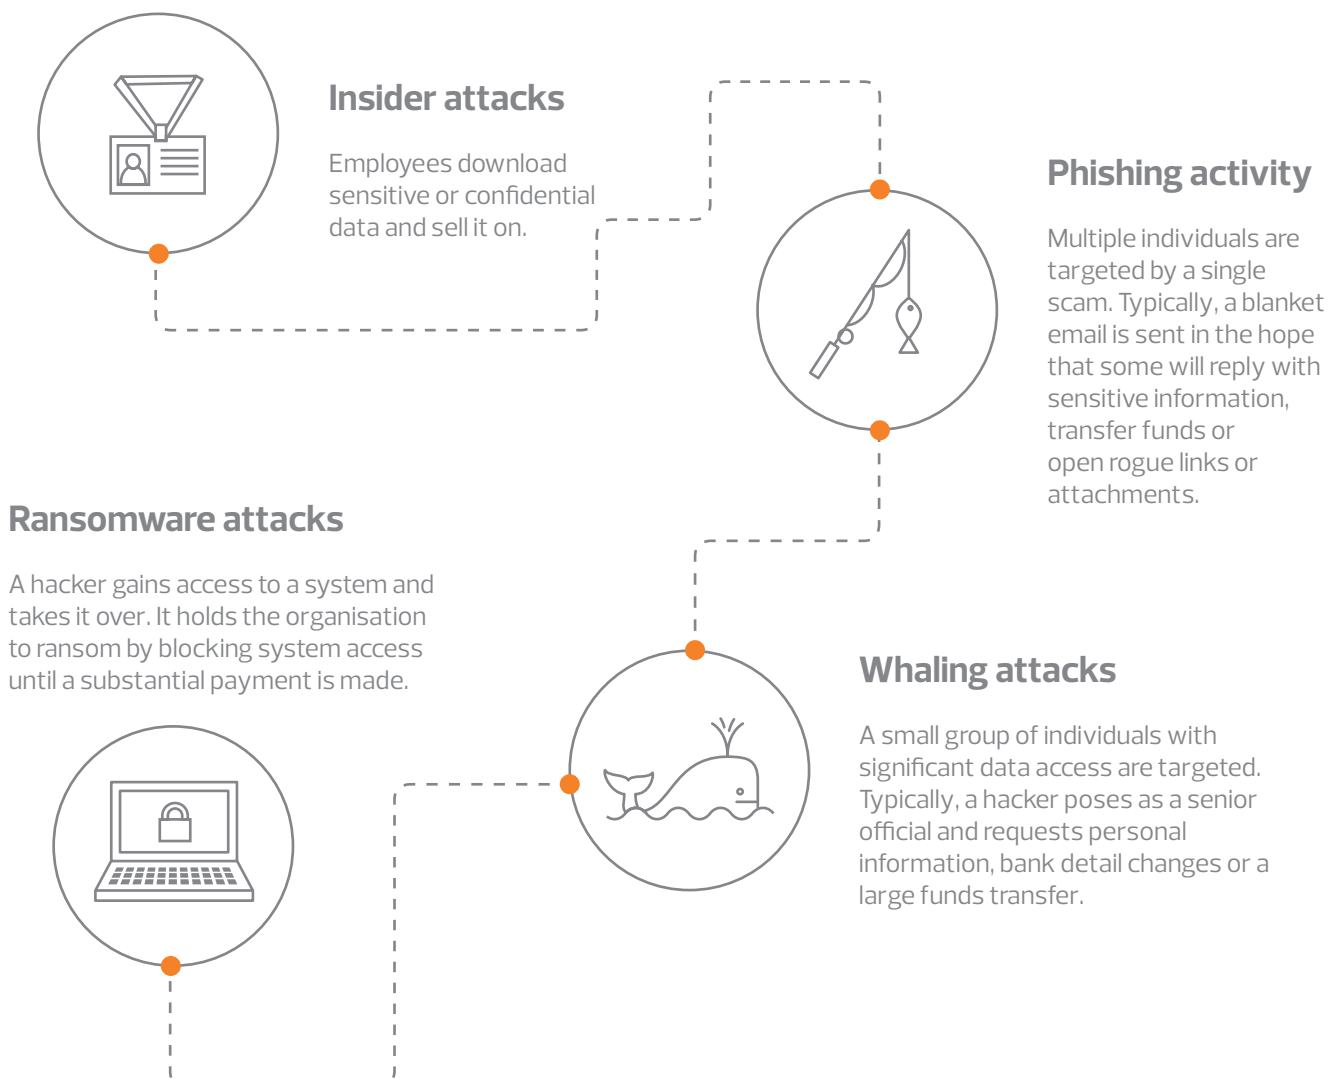 Insider attacks
Employees download
sensitive or confidential
data and sell it on.
Phishing activity
Multiple individuals are
targeted by a single
scam. Typically, a blanket
email is sent in the hope
that some will reply with
sensitive information,
transfer funds or
open rogue links or
attachments.
Ransomware attacks
A hacker gains access to a system and
takes it over. It holds the organisation
to ransom by blocking system access
until a substantial payment is made.
Whaling attacks
A small group of individuals with
significant data access are targeted.
Typically, a hacker poses as a senior
official and requests personal
information, bank detail changes or a
large funds transfer.